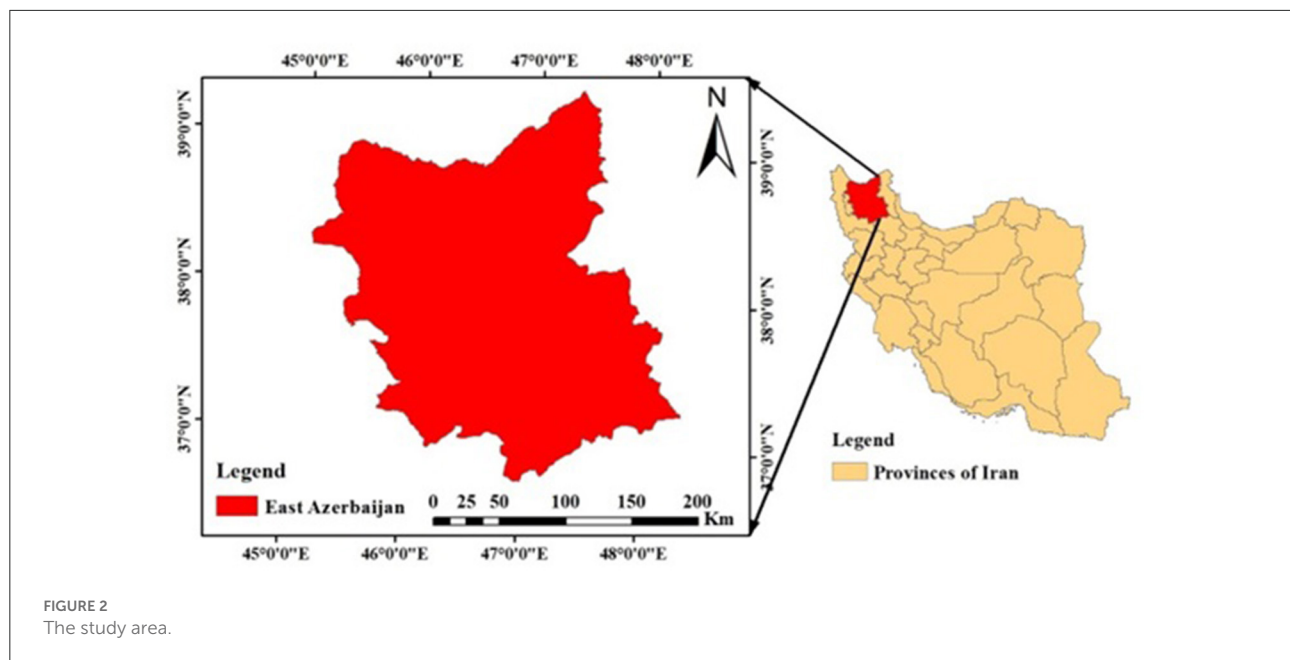 45°0'0"E 46°0'0"E 47°0'0"E 48°0'0"E
N
39°0'0"N
39°0'0"N
38°0'0"N
38°0'0"N
37°0'0"N
37°0'0"N
Legend
East Azerbaijan
0 25 50 100 150 200
Km
45°0'0"E 46°0'0"E 47°0'0"E 48°0'0"E
Legend
Provinces of Iran
FIGURE 2
The study area.